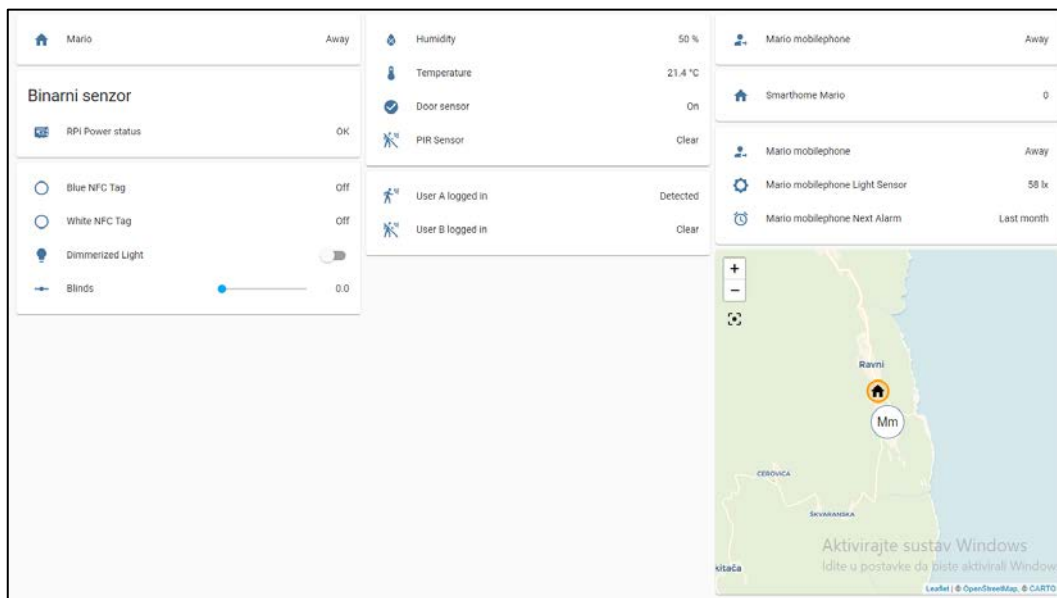 Mario Away
Binarni senzor
RPi Power status OK
Blue NFC Tag Off
White NFC Tag Off
Dimmerized Light
Blinds 0.0
Humidity 50 %
Temperature 21.4 °C
Door sensor On
PIR Sensor Clear
User A logged in Detected
User B logged in Clear
Mario mobilephone Away
Smarthome Mario 0
Mario mobilephone Away
Mario mobilephone Light Sensor 58 lx
Mario mobilephone Next Alarm Last month
+
−
Ravni
Mm
CEROVICA
ŠKVARANSKA
kitača
Aktivirajte sustav Windows
Idite u postavke da biste aktivirali Window
Leaflet | © OpenStreetMap, © CARTO